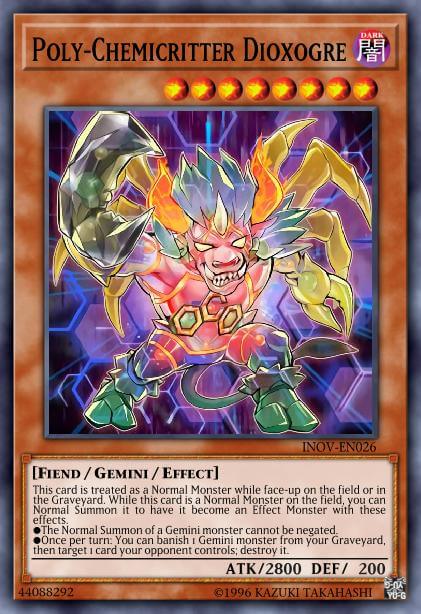 Poly-Chemicritter Dioxogre
DARK
闇
INOV-EN026
[Fiend / Gemini / Effect]
This card is treated as a Normal Monster while face-up on the field or in
the Graveyard. While this card is a Normal Monster on the field, you can
Normal Summon it to have it become an Effect Monster with these
effects.
●The Normal Summon of a Gemini monster cannot be negated.
●Once per turn: You can banish 1 Gemini monster from your Graveyard,
then target 1 card your opponent controls; destroy it.
ATK/2800 DEF/ 200
44088292 ©1996 KAZUKI TAKAHASHI